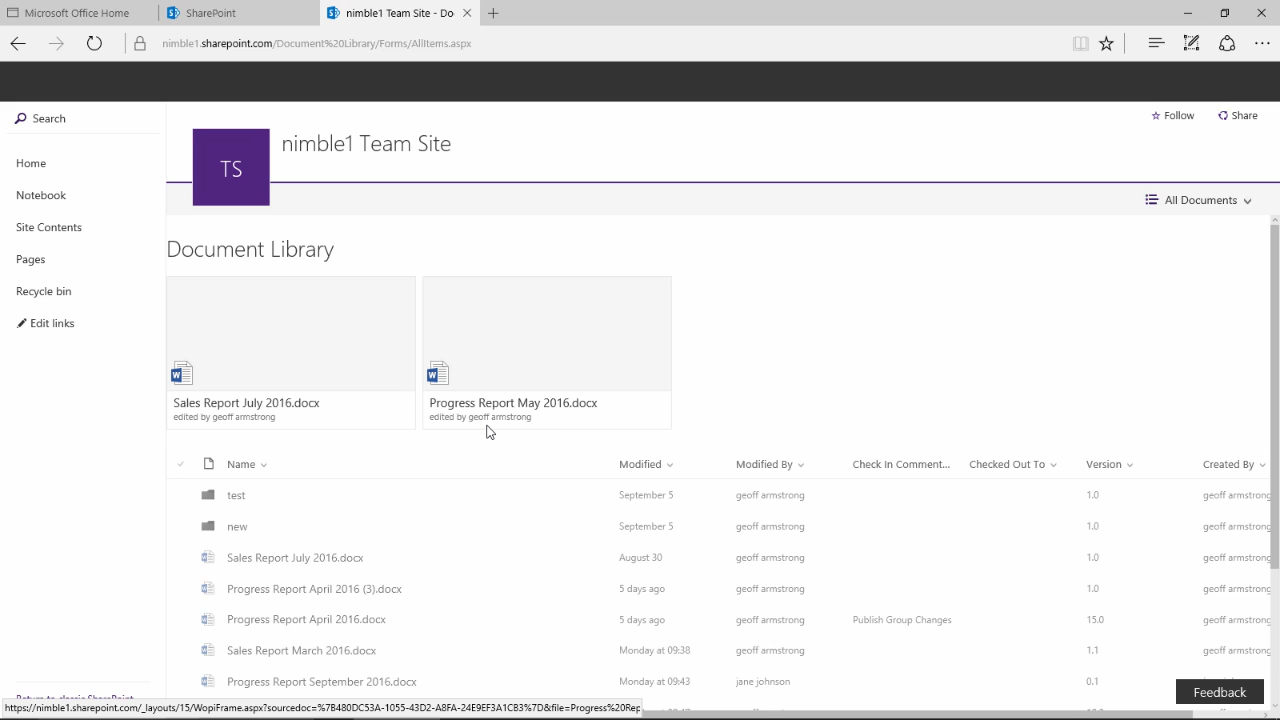 Microsoft Office Home
SharePoint
nimble1 Team Site - Do
nimble1.sharepoint.com/Document%20Library/Forms/AllItems.aspx
Search
Follow
Share
TS
nimble1 Team Site
Home
Notebook
Site Contents
Pages
Recycle bin
Edit links
All Documents
Document Library
Sales Report July 2016.docx
edited by geoff armstrong
Progress Report May 2016.docx
edited by geoff armstrong
Name Modified Modified By Check In Comment... Checked Out To Version Created By
test September 5 geoff armstrong 1.0 geoff armstrong
new September 5 geoff armstrong 1.0 geoff armstrong
Sales Report July 2016.docx August 30 geoff armstrong 1.0 geoff armstrong
Progress Report April 2016 (3).docx 5 days ago geoff armstrong 1.0 geoff armstrong
Progress Report April 2016.docx 5 days ago geoff armstrong Publish Group Changes 15.0 geoff armstrong
Sales Report March 2016.docx Monday at 09:38 geoff armstrong 1.1 geoff armstrong
Progress Report September 2016.docx Monday at 09:43 jane johnson 0.1
Feedback
Return to classic SharePoint
https://nimble1.sharepoint.com/_layouts/15/WopiFrame.aspx?sourcedoc=%7B480DC53A-1055-43D2-A8FA-24E9EF3A1CB3%7D&file=Progress%20Rep